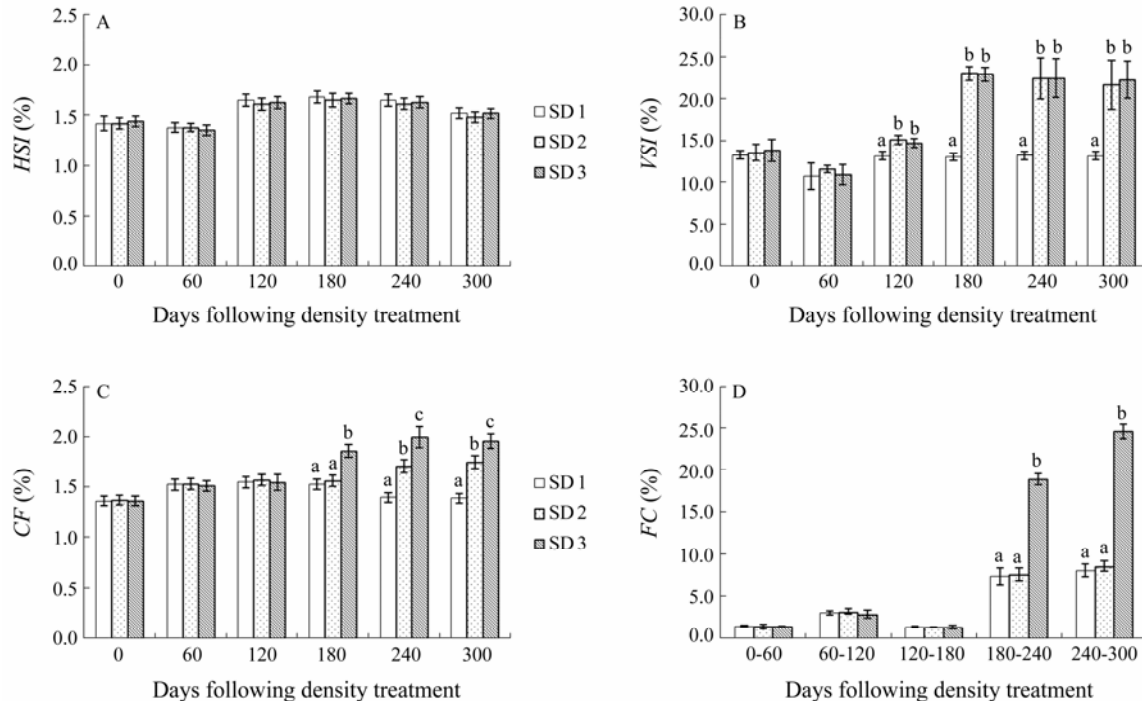 A
2.5
2.0
1.5
1.0
0.5
0.0
HSI (%)
SD 1
SD 2
SD 3
0 60 120 180 240 300
Days following density treatment
B
30.0
25.0
20.0
15.0
10.0
5.0
0.0
VSI (%)
a b b a b b a b b a b b
0 60 120 180 240 300
Days following density treatment
C
2.5
2.0
1.5
1.0
0.5
0.0
CF (%)
a a b a b c a b c
SD 1
SD 2
SD 3
0 60 120 180 240 300
Days following density treatment
D
30.0
25.0
20.0
15.0
10.0
5.0
0.0
FC (%)
a a b a a b
0-60 60-120 120-180 180-240 240-300
Days following density treatment